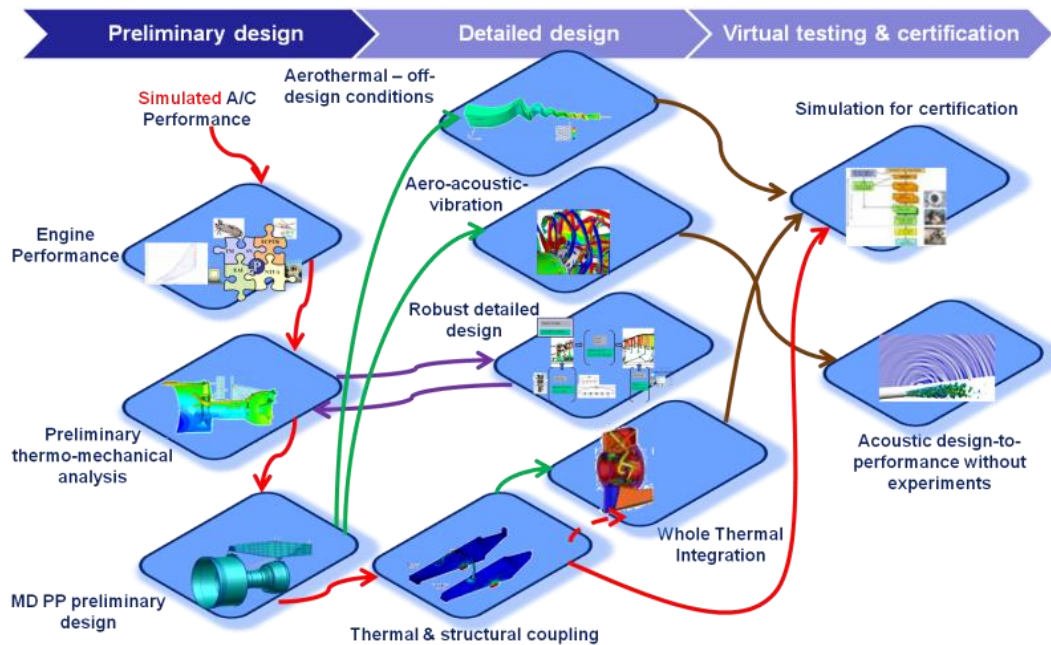 Preliminary design
Detailed design
Virtual testing & certification
Simulated A/C
Performance
Aerothermal – off-
design conditions
Simulation for certification
Engine
Performance
Aero-acoustic-
vibration
Robust detailed
design
Preliminary
thermo-mechanical
analysis
Acoustic design-to-
performance without
experiments
Whole Thermal
Integration
MD PP preliminary
design
Thermal & structural coupling